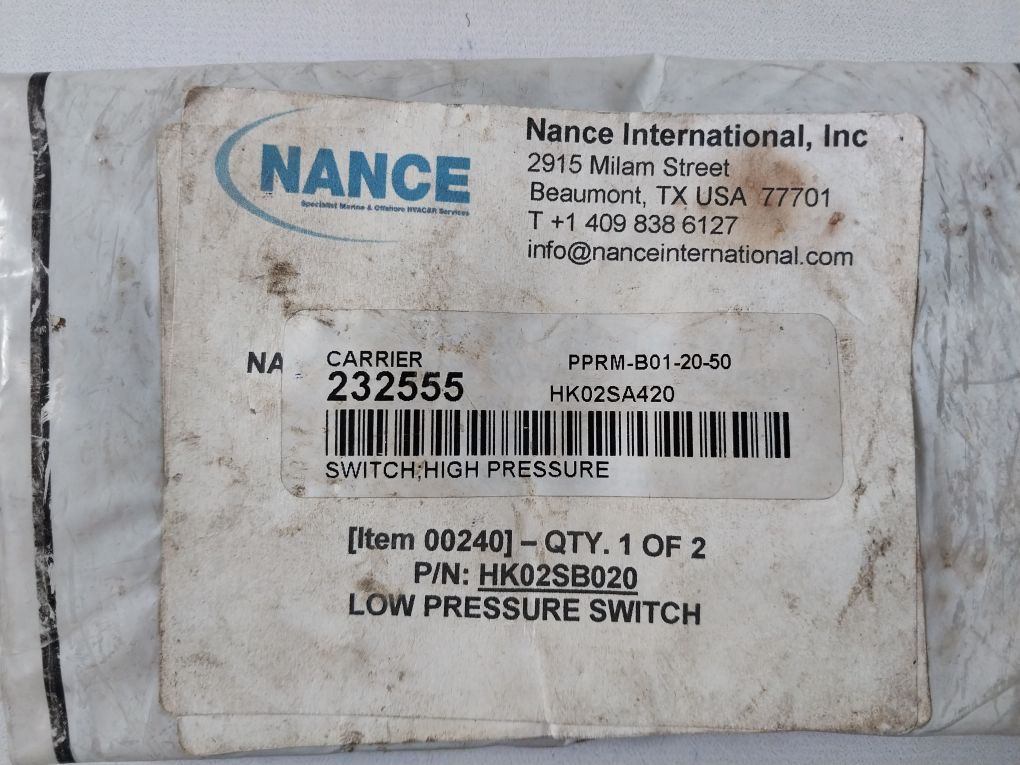 NANCE
Specialist Marine & Offshore HVAC&R Services
Nance International, Inc
2915 Milam Street
Beaumont, TX USA 77701
T +1 409 838 6127
info@nanceinternational.com
NA
CARRIER PPRM-B01-20-50
232555 HK02SA420
SWITCH;HIGH PRESSURE
[Item 00240] – QTY. 1 OF 2
P/N: HK02SB020
LOW PRESSURE SWITCH